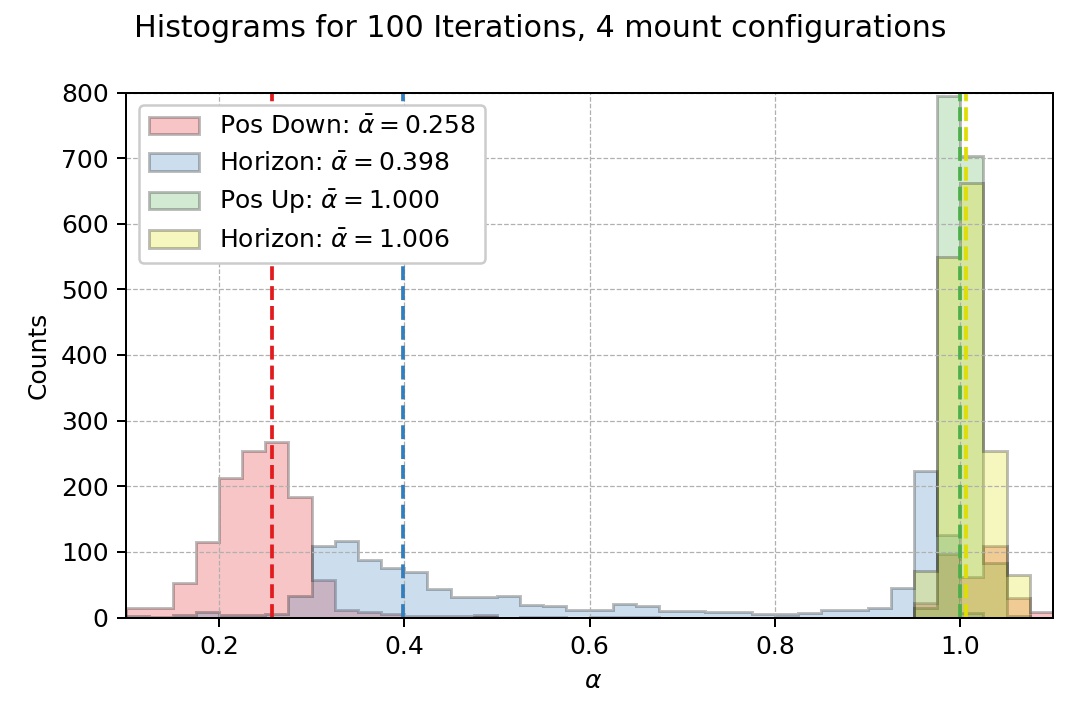 Histograms for 100 Iterations, 4 mount configurations
800
700
600
500
400
300
200
100
0
Counts
Pos Down: ᾱ = 0.258
Horizon: ᾱ = 0.398
Pos Up: ᾱ = 1.000
Horizon: ᾱ = 1.006
0.2 0.4 0.6 0.8 1.0
α